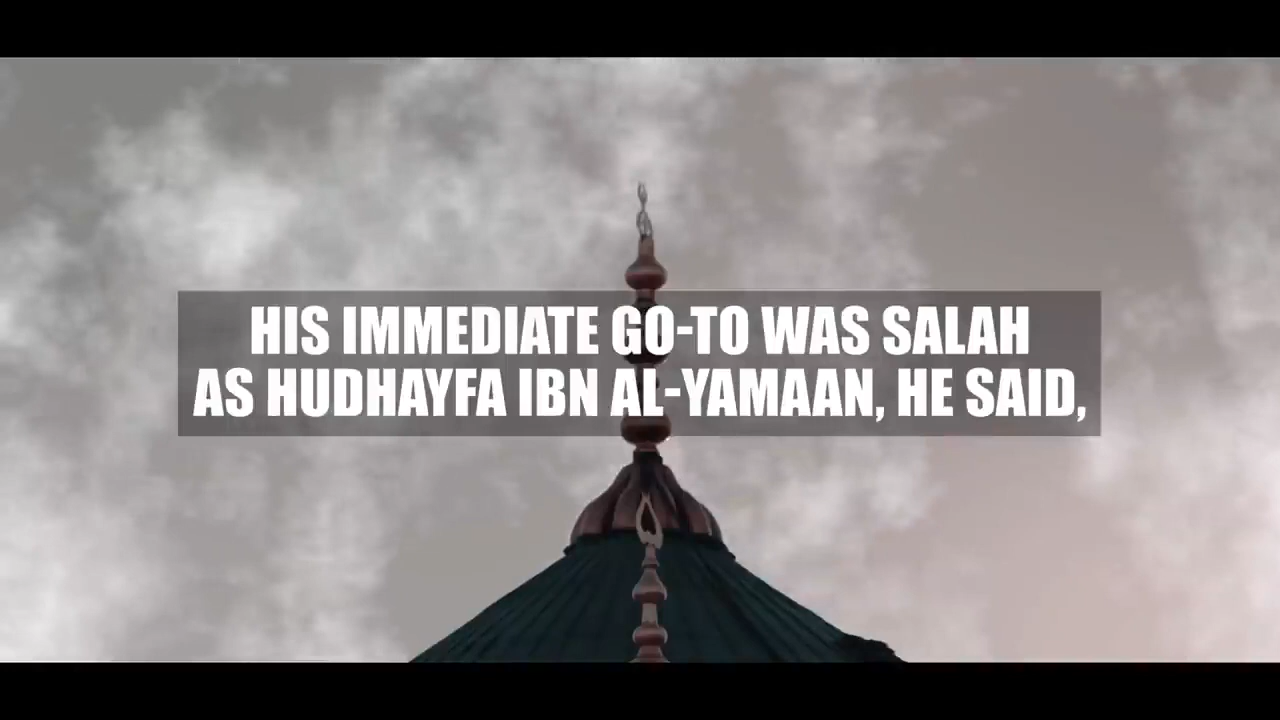 HIS IMMEDIATE GO-TO WAS SALAH
AS HUDHAYFA IBN AL-YAMAAN, HE SAID,